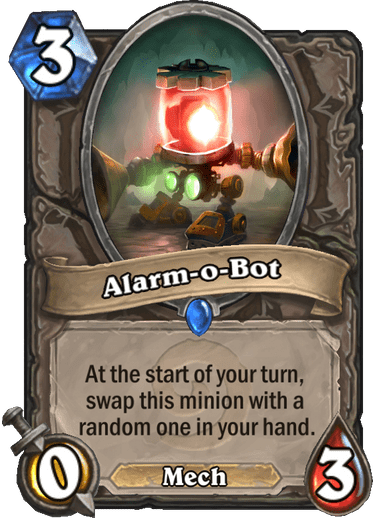 3
Alarm-o-Bot
At the start of your turn,
swap this minion with a
random one in your hand.
0
Mech
3